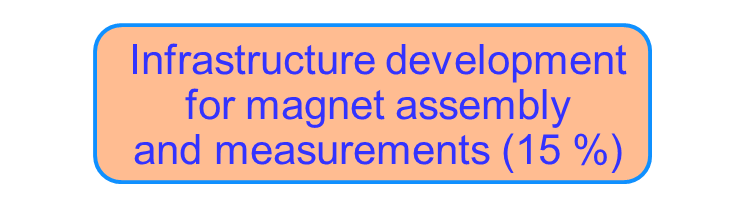 Infrastructure development
for magnet assembly
and measurements (15 %)